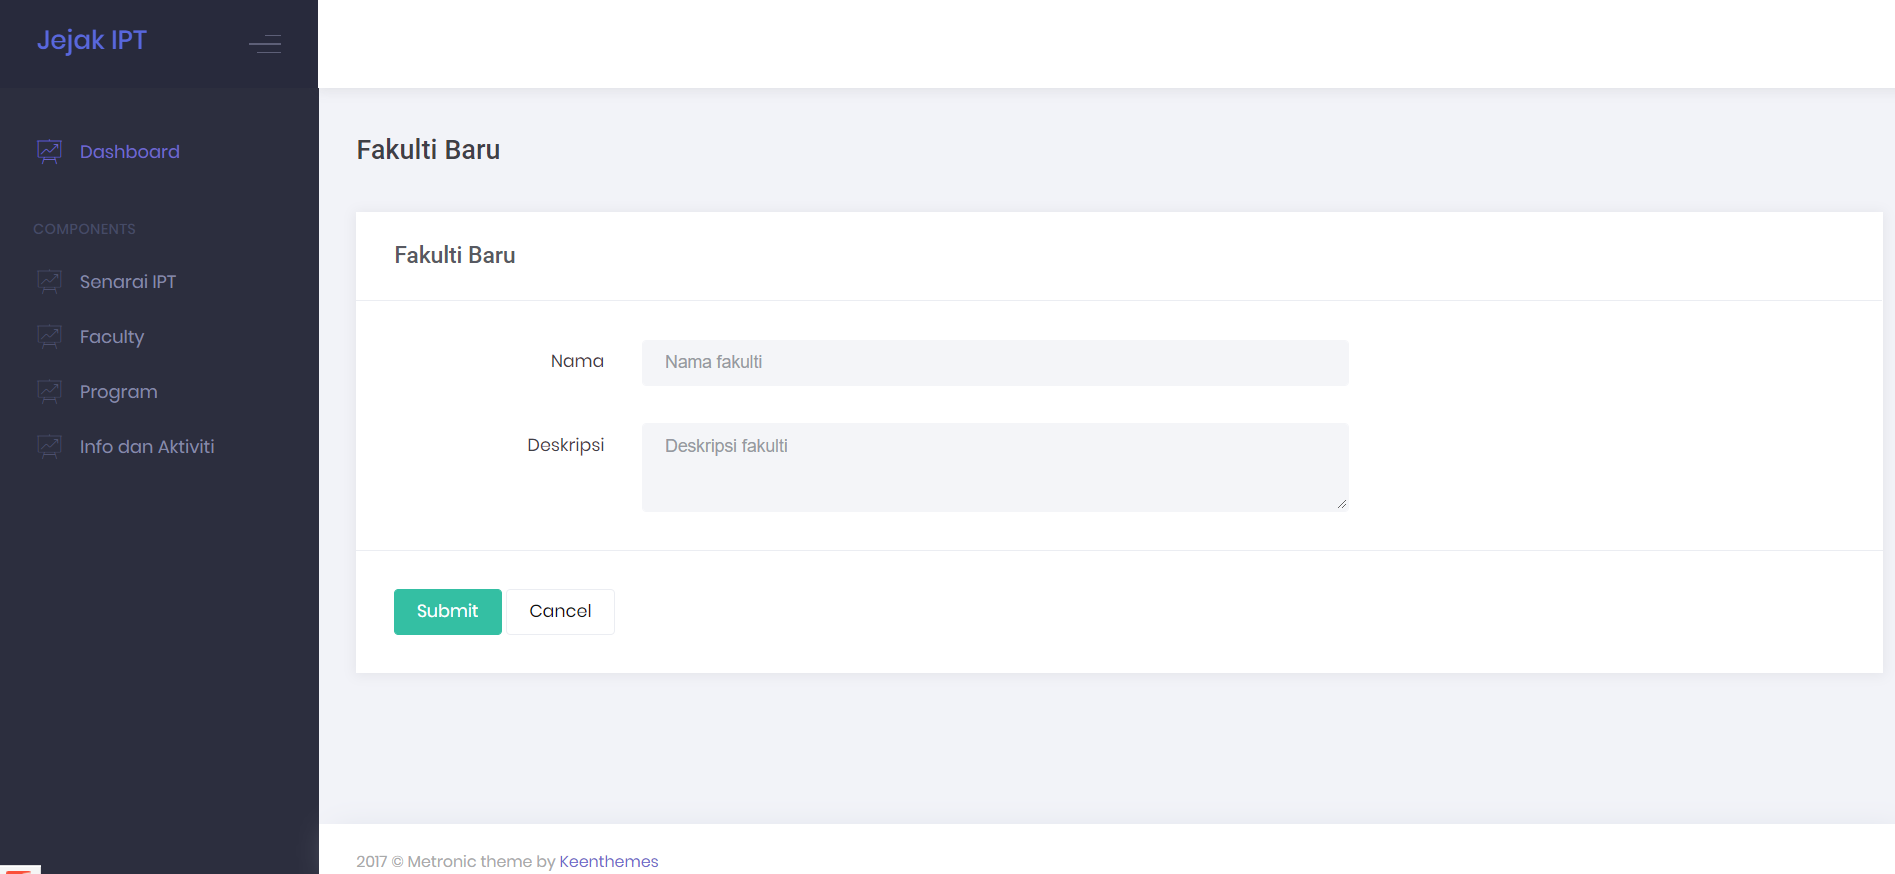 Jejak IPT
Dashboard
COMPONENTS
Senarai IPT
Faculty
Program
Info dan Aktiviti
Fakulti Baru
Fakulti Baru
Nama
Nama fakulti
Deskripsi
Deskripsi fakulti
Submit
Cancel
2017 © Metronic theme by Keenthemes